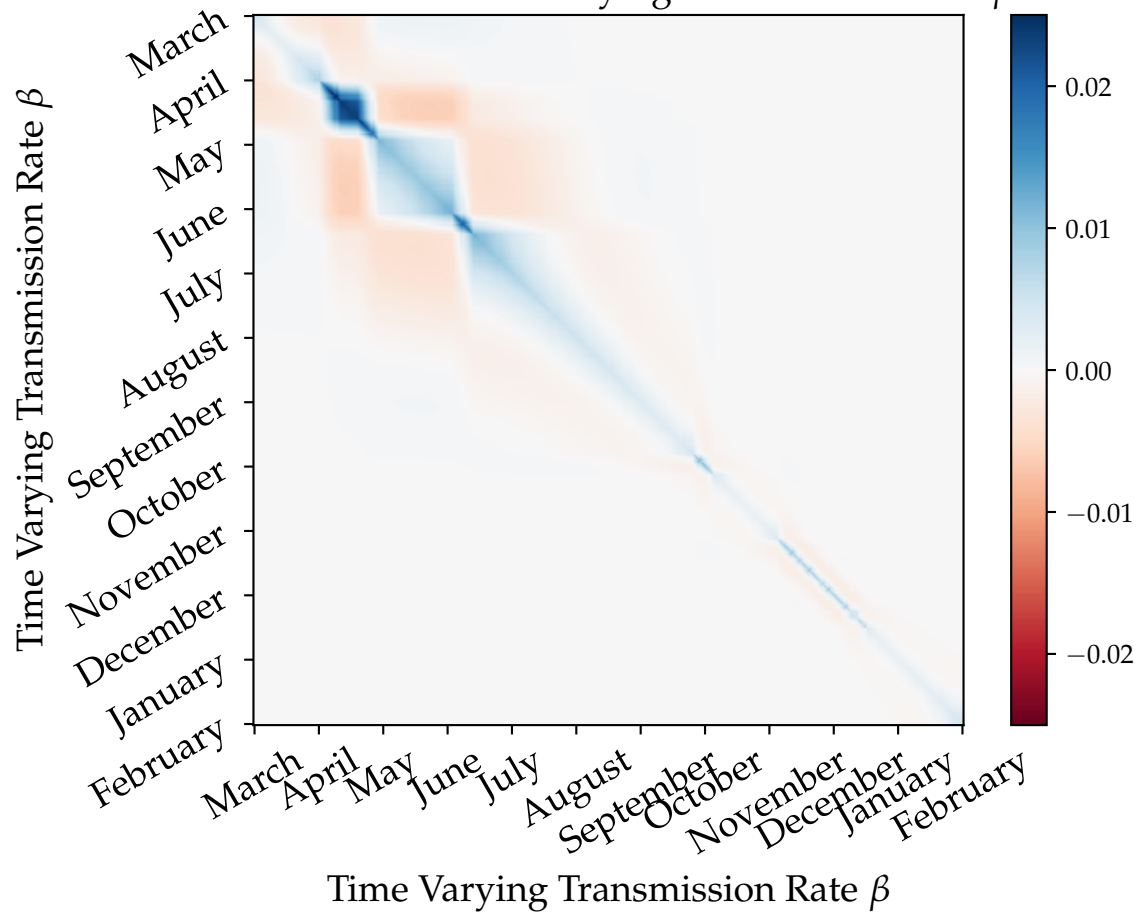 March
April
May
June
July
August
September
October
November
December
January
February
Time Varying Transmission Rate β
March
April
May
June
July
August
September
October
November
December
January
February
Time Varying Transmission Rate β
0.02
0.01
0.00
−0.01
−0.02